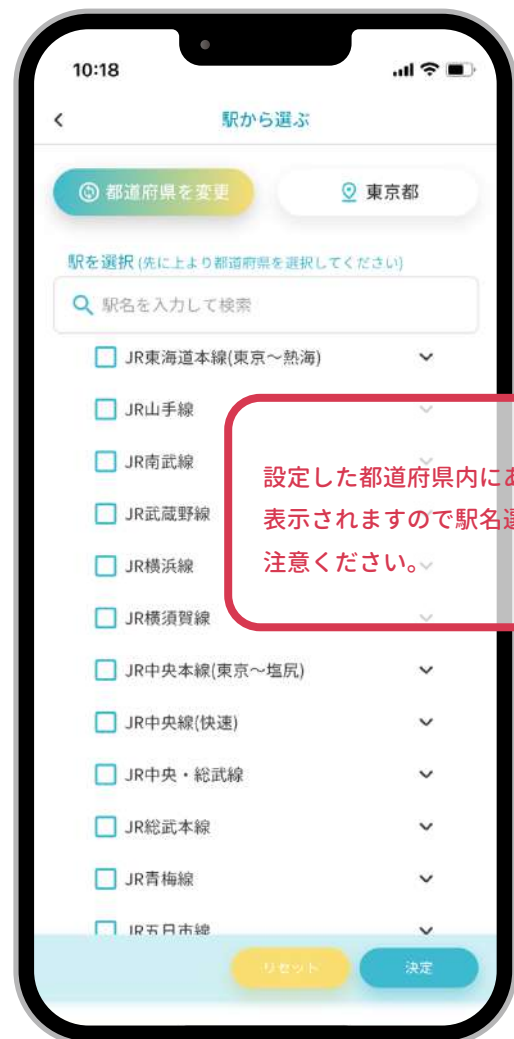 10:18
駅から選ぶ
都道府県を変更
東京都
駅を選択 (先に上より都道府県を選択してください)
駅名を入力して検索
JR東海道本線(東京〜熱海)
JR山手線
JR南武線
JR武蔵野線
JR横浜線
JR横須賀線
設定した都道府県内に
表示されますので駅名
注意ください。
JR中央本線(東京〜塩尻)
JR中央線(快速)
JR中央・総武線
JR総武本線
JR青梅線
JR五日市線
リセット
決定